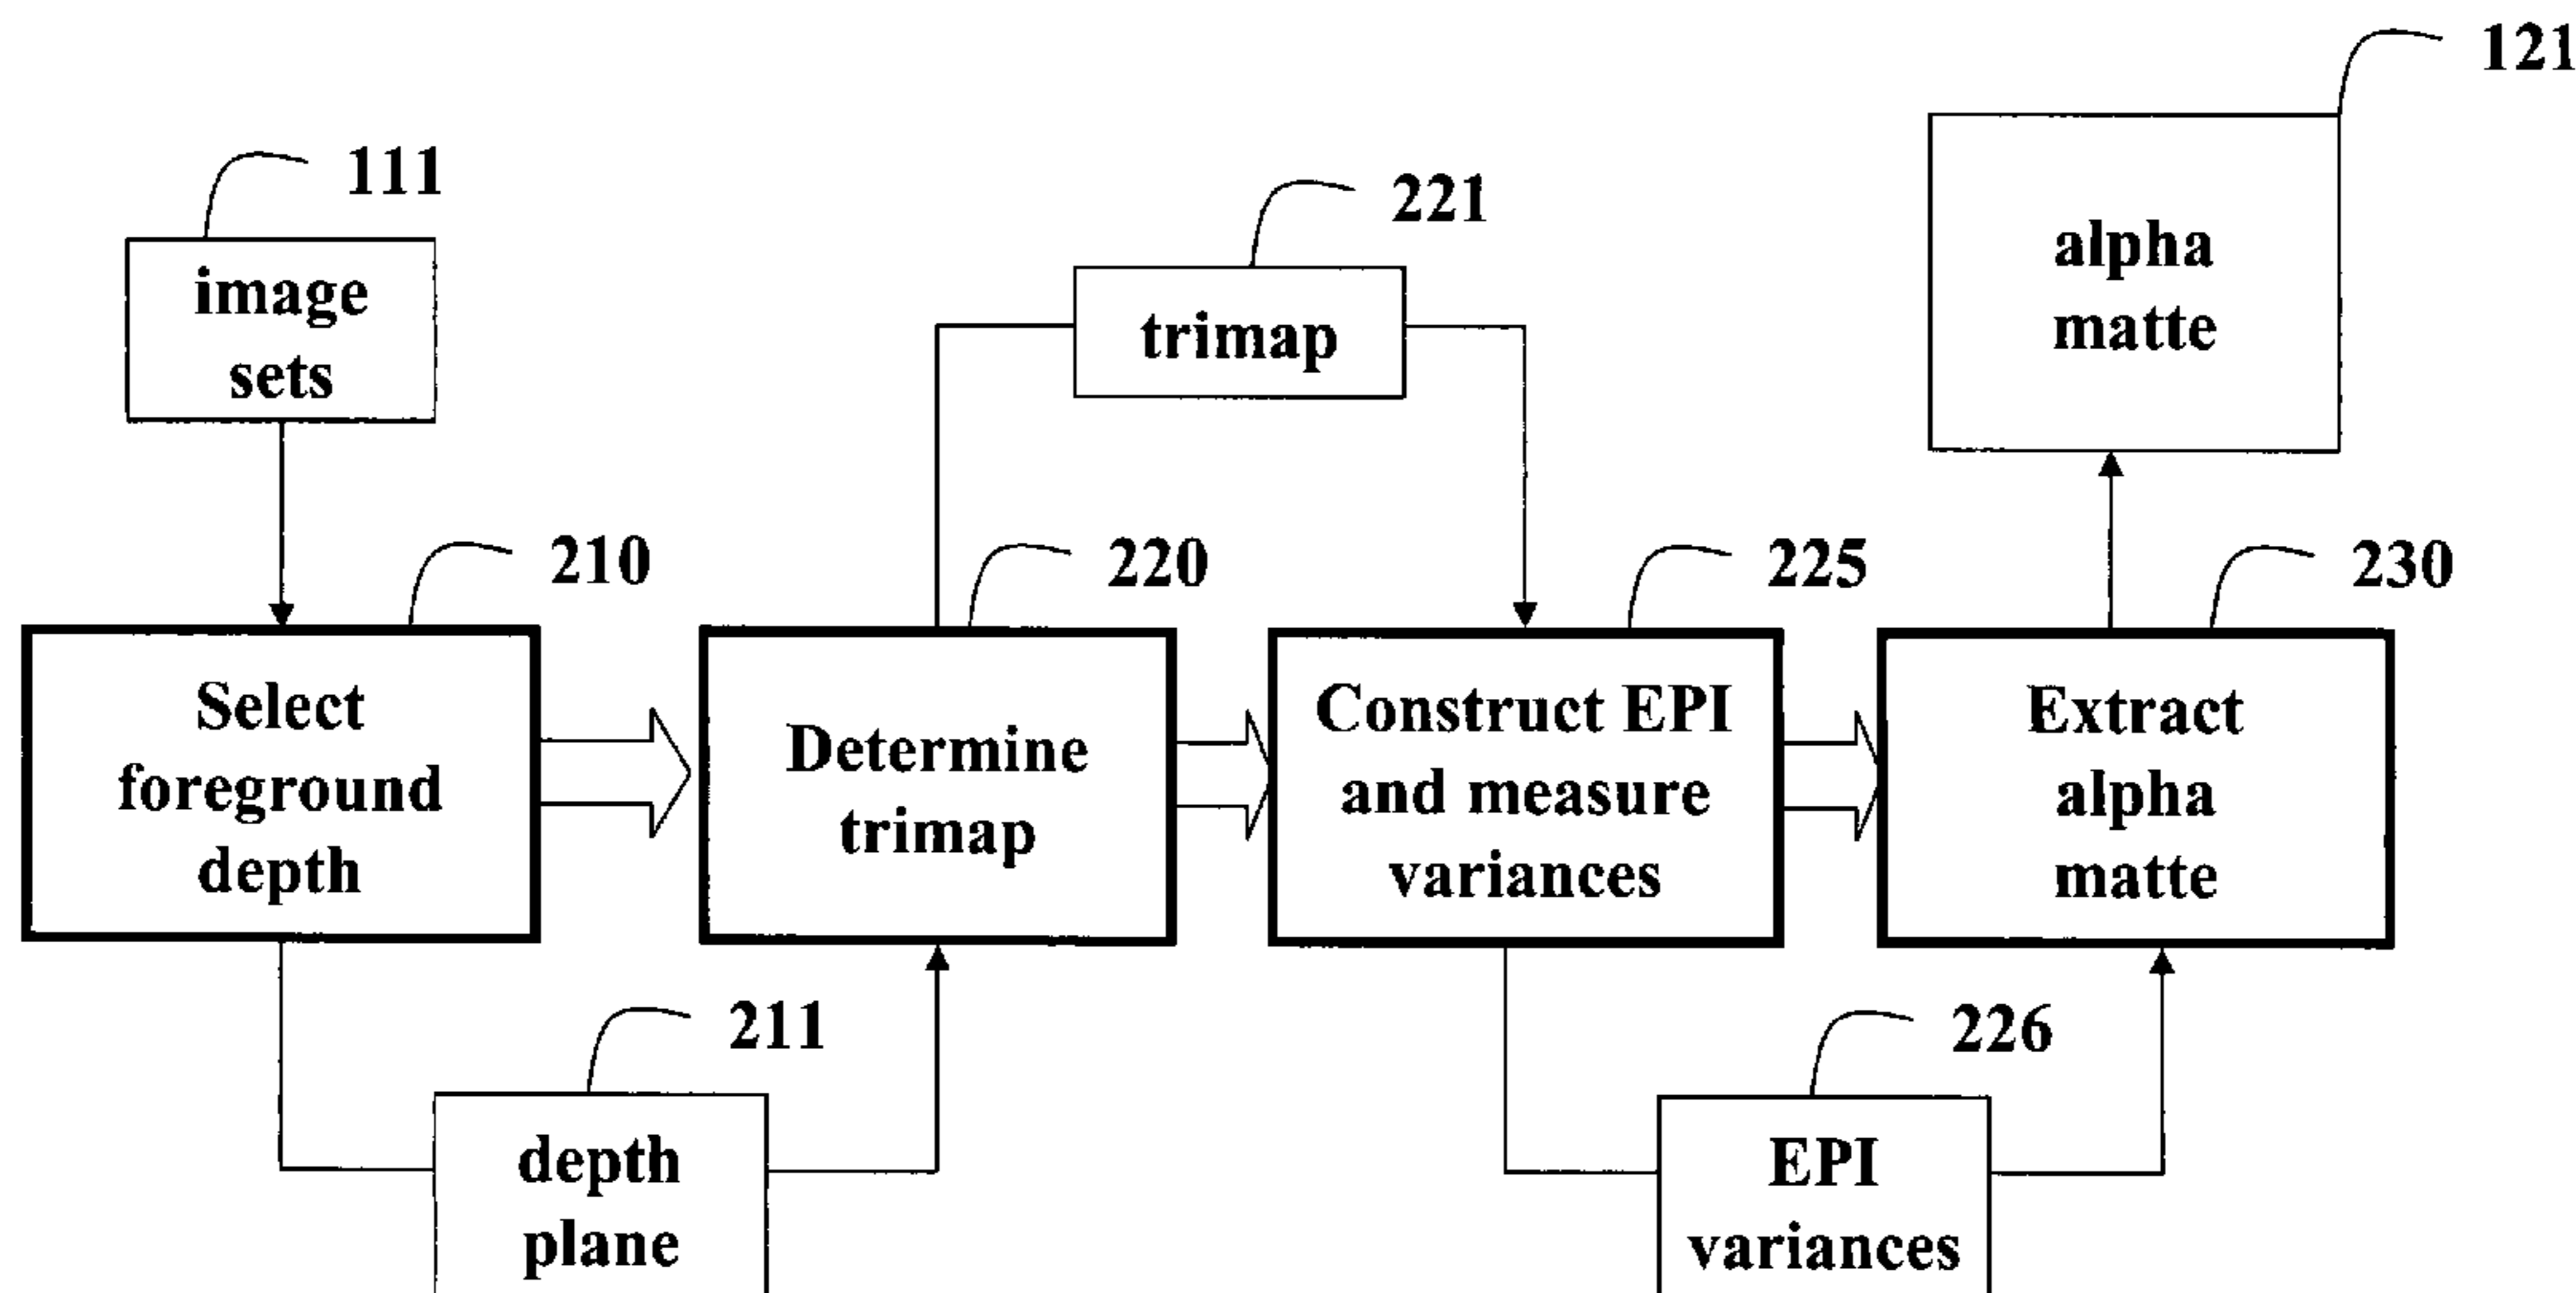 121
111
image
sets
221
trimap
alpha
matte
210
220
225
230
Select
foreground
depth
Determine
trimap
Construct EPI
and measure
variances
Extract
alpha
matte
211
depth
plane
226
EPI
variances